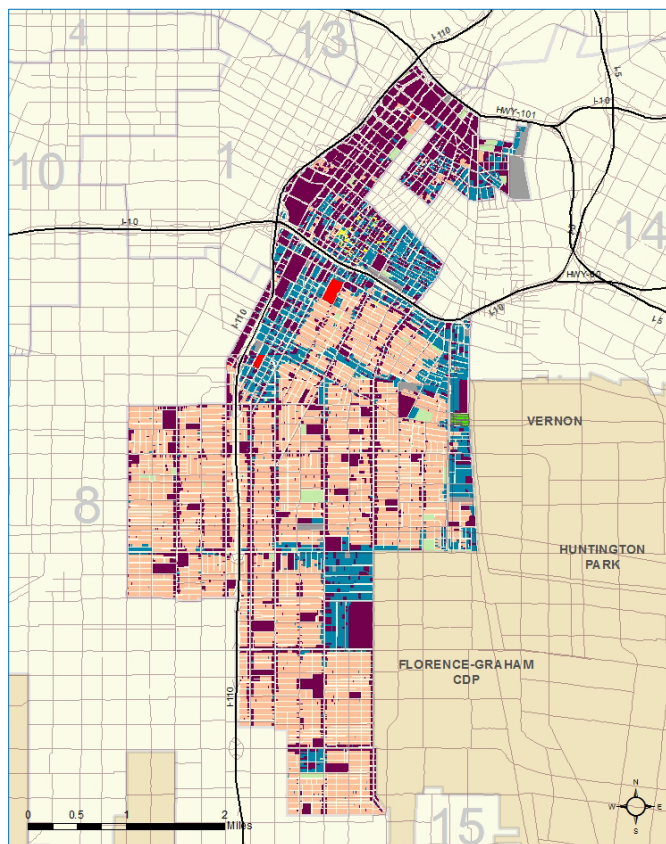 4
13
I-110
I-5
HWY-101
I-10
10
1
14
I-10
I-5
HWY-60
I-5
I-10
I-110
VERNON
8
HUNTINGTON
PARK
FLORENCE-GRAHAM
CDP
I-110
N
W
E
S
0
0.5
1
2
Miles
15